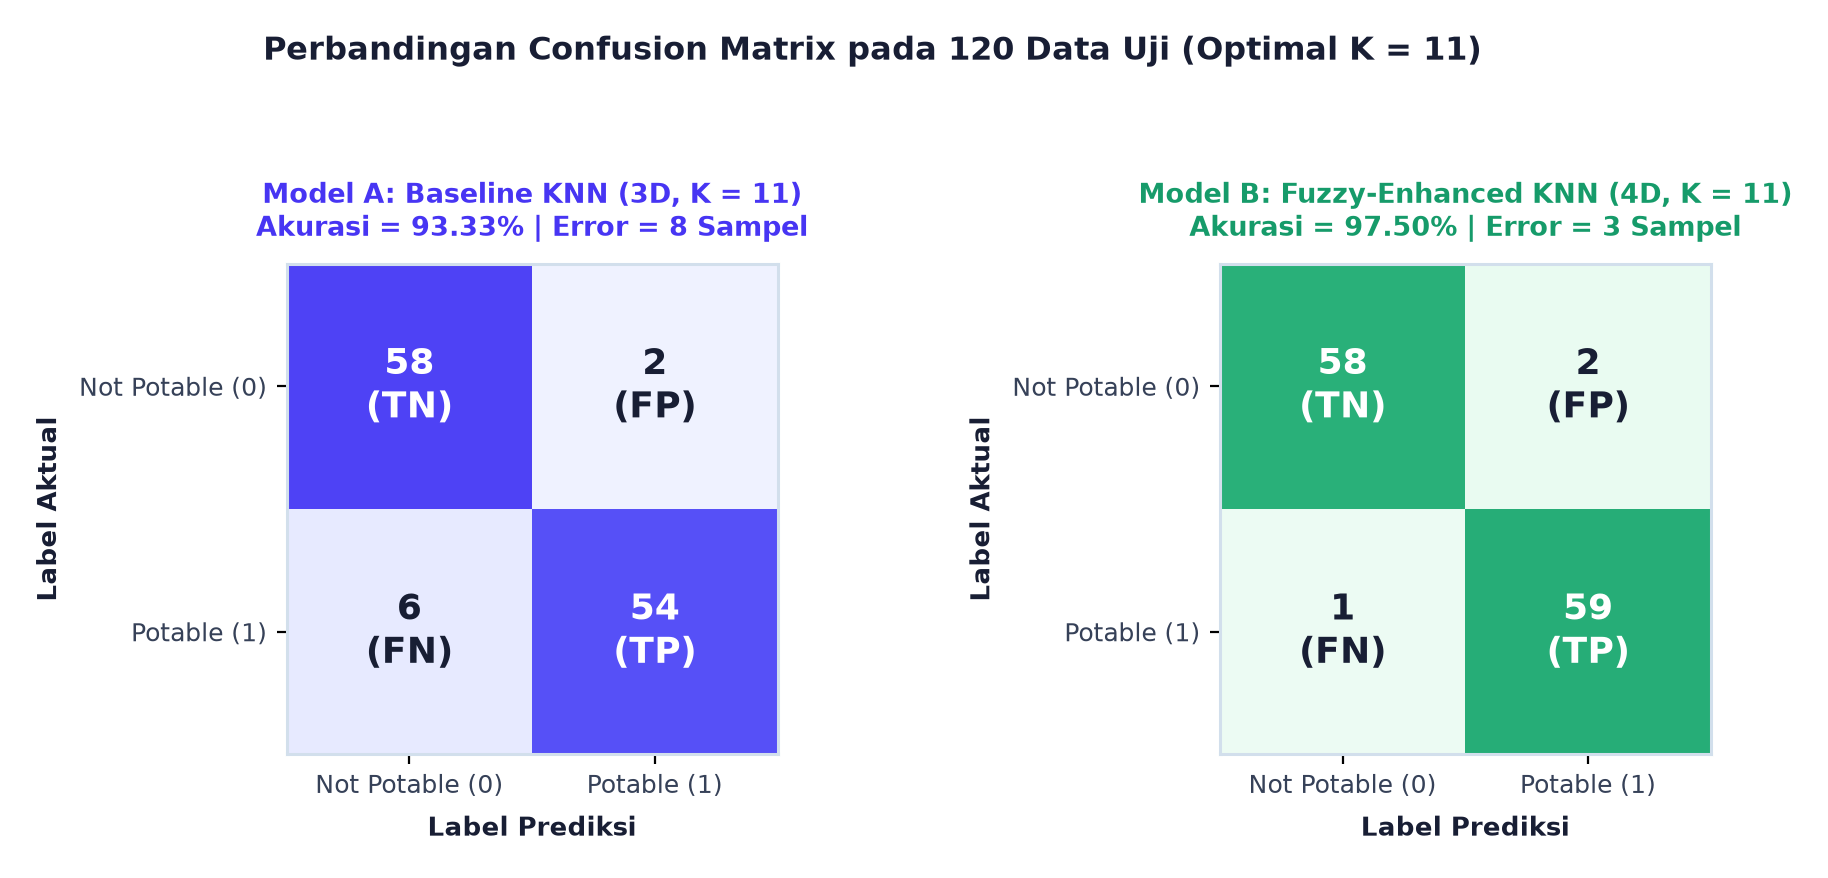 Perbandingan Confusion Matrix pada 120 Data Uji (Optimal K = 11)
Model A: Baseline KNN (3D, K = 11)
Akurasi = 93.33% | Error = 8 Sampel
Label Aktual
Not Potable (0)
Potable (1)
58
(TN)
2
(FP)
6
(FN)
54
(TP)
Not Potable (0)
Potable (1)
Label Prediksi
Model B: Fuzzy-Enhanced KNN (4D, K = 11)
Akurasi = 97.50% | Error = 3 Sampel
Label Aktual
Not Potable (0)
Potable (1)
58
(TN)
2
(FP)
1
(FN)
59
(TP)
Not Potable (0)
Potable (1)
Label Prediksi